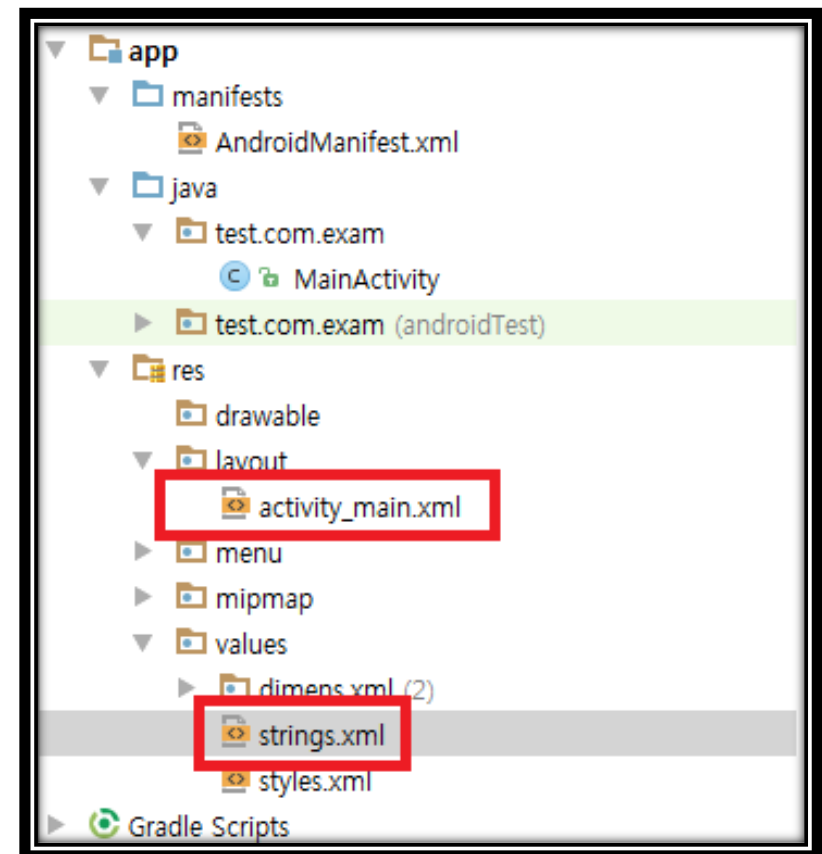 app
manifests
AndroidManifest.xml
java
test.com.exam
C MainActivity
test.com.exam (androidTest)
res
drawable
layout
activity_main.xml
menu
mipmap
values
dimens.xml (2)
strings.xml
styles.xml
Gradle Scripts